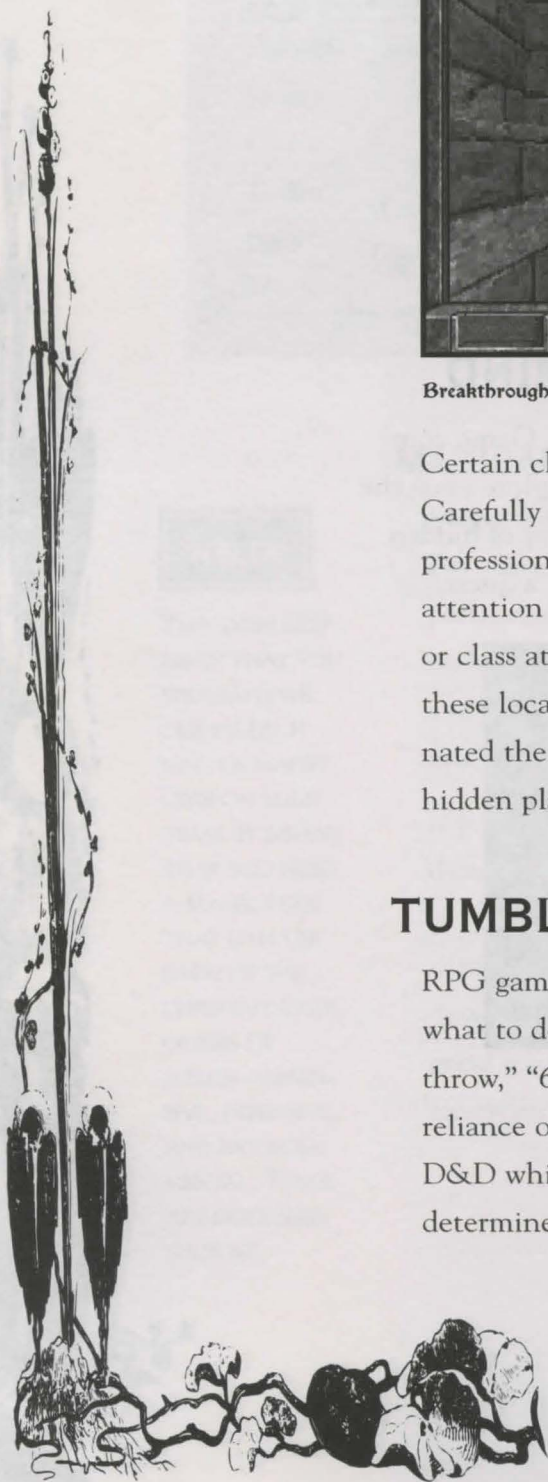 Breakthrough
Certain cl
Carefully
profession
attention
or class at
these loca
nated the
hidden pl
TUMBL
RPG gam
what to d
throw,” “6
reliance o
D&D whi
determine